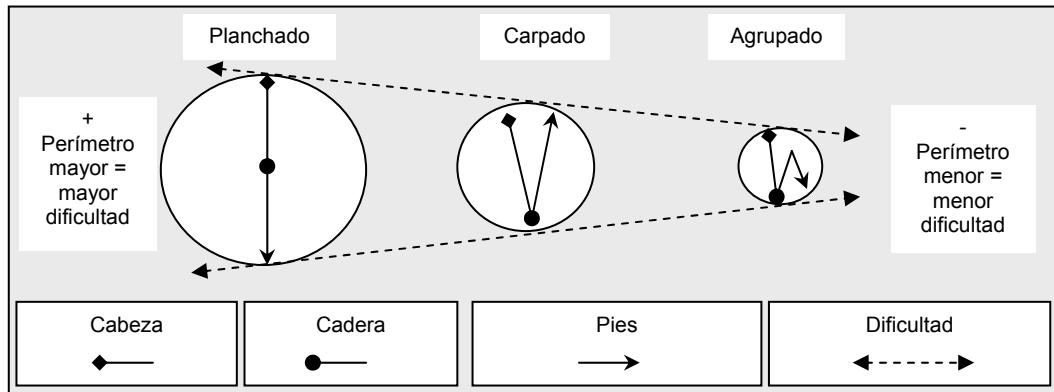 Planchado
Carpado
Agrupado
+
Perímetro
mayor =
mayor
dificultad
-
Perímetro
menor =
menor
dificultad
Cabeza
Cadera
Pies
Dificultad